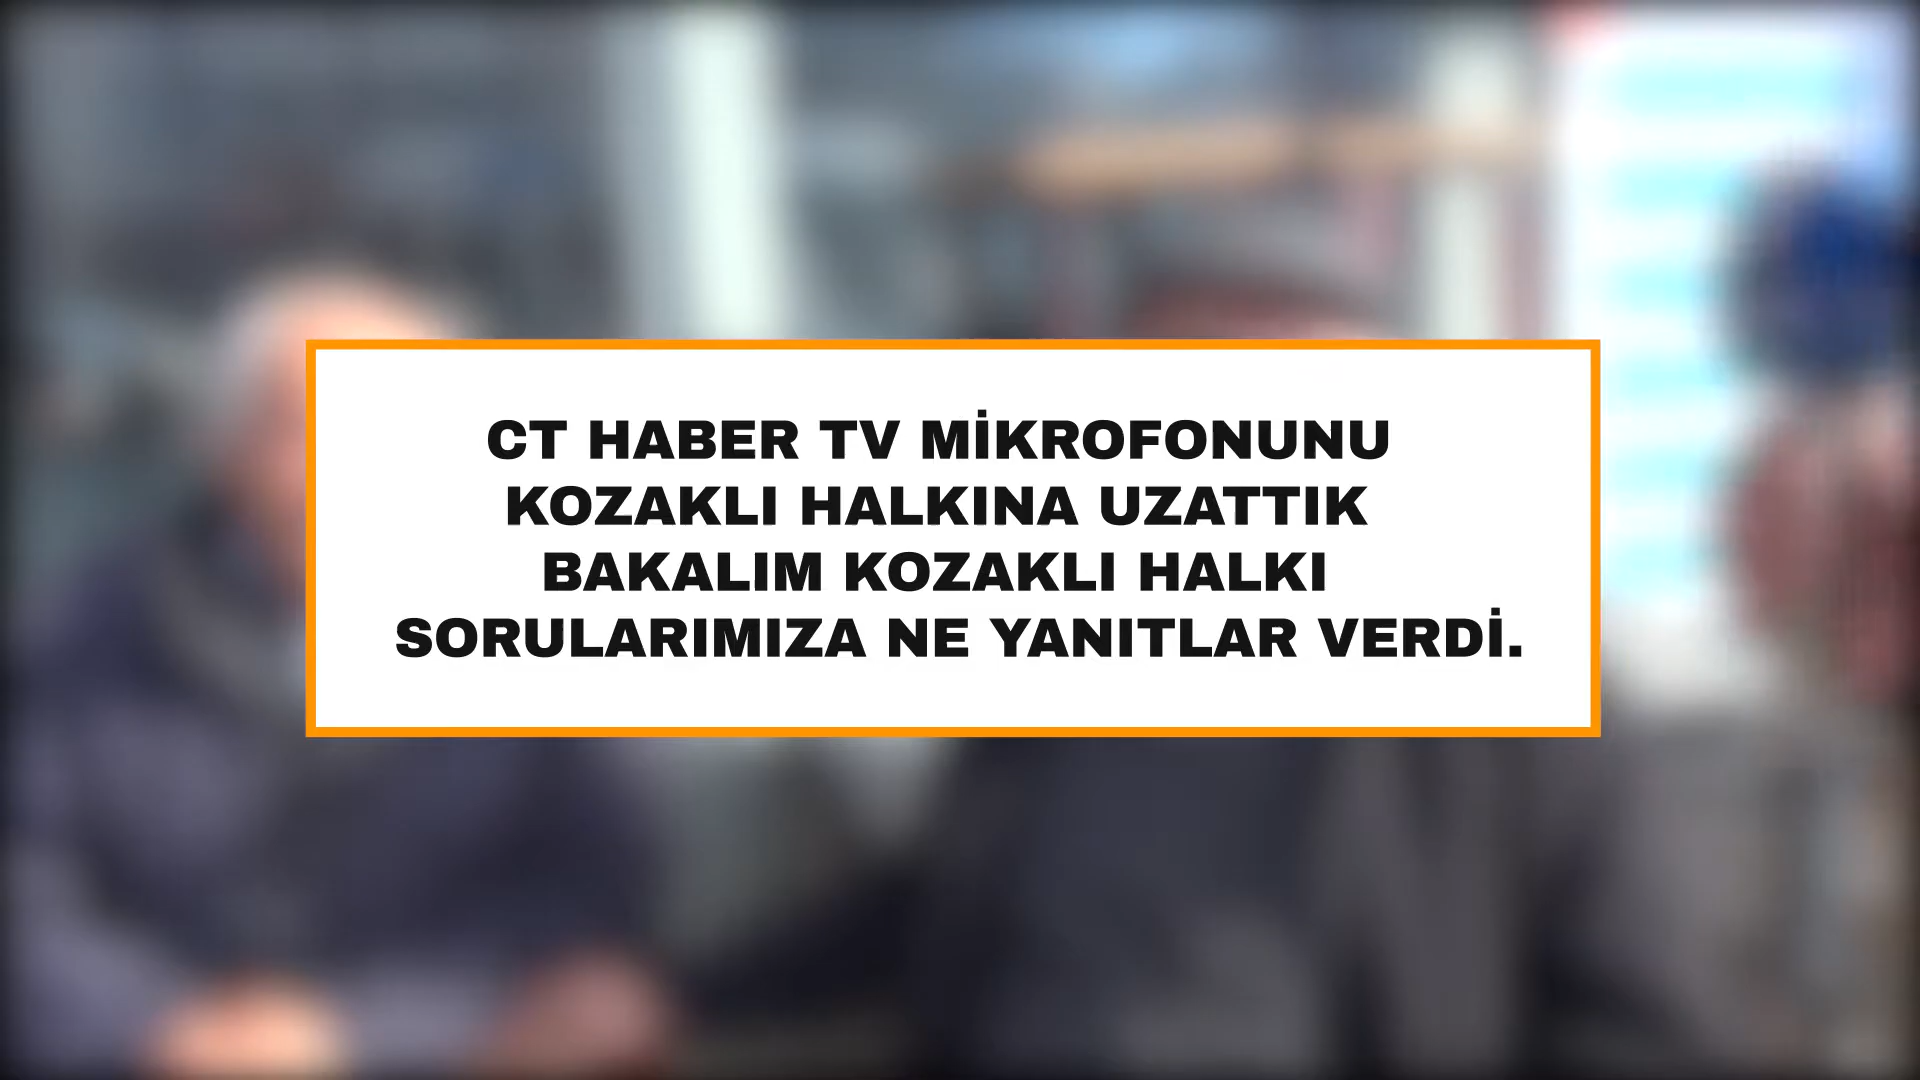 CT HABER TV MİKROFONUNU
KOZAKLI HALKINA UZATTIK
BAKALIM KOZAKLI HALKI
SORULARIMIZA NE YANITLAR VERDİ.